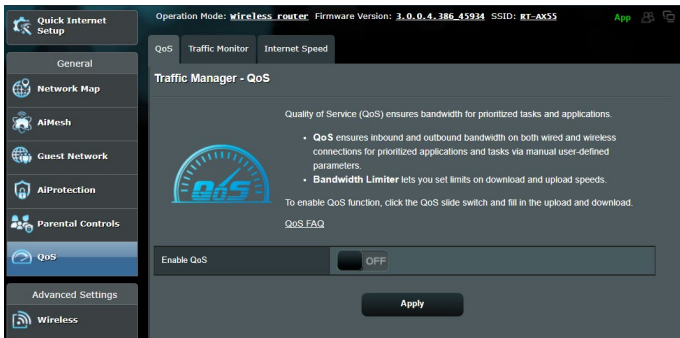 Quick Internet
Setup
Operation Mode: Wireless router Firmware Version: 3.0.0.4.386_45934 SSID: RT-AX55
App
QoS Traffic Monitor Internet Speed
General
Network Map
AiMesh
Guest Network
AiProtection
Parental Controls
QoS
Advanced Settings
Wireless
Traffic Manager - QoS
QoS
Quality of Service (QoS) ensures bandwidth for prioritized tasks and applications.
• QoS ensures inbound and outbound bandwidth on both wired and wireless
connections for prioritized applications and tasks via manual user-defined
parameters.
• Bandwidth Limiter lets you set limits on download and upload speeds.
To enable QoS function, click the QoS slide switch and fill in the upload and download.
QoS FAQ
Enable QoS OFF
Apply